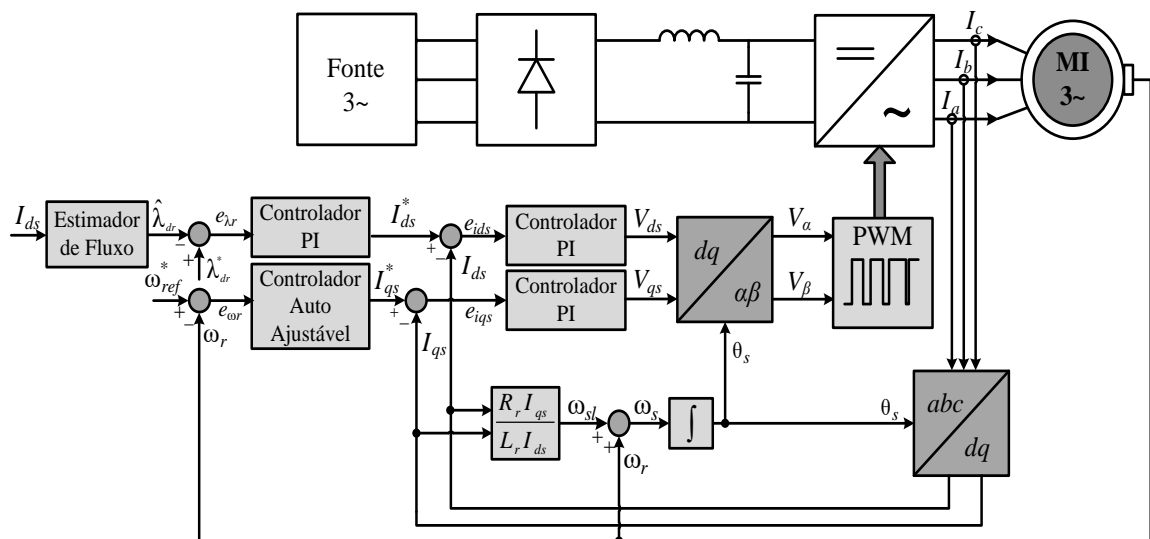 Fonte
3~
I_c
I_b
I_a
MI
3~
=
~
I_ds
Estimador
de Fluxo
λ̂_dr
−
+
λ*_dr
e_λr
Controlador
PI
I*_ds
+
−
e_ids
I_ds
Controlador
PI
V_ds
dq
αβ
V_α
V_β
PWM
ω*_ref
+
−
ω_r
e_ωr
Controlador
Auto
Ajustável
I*_qs
+
−
I_qs
e_iqs
Controlador
PI
V_qs
θ_s
R_r I_qs
L_r I_ds
ω_sl
+
+
ω_r
ω_s
∫
θ_s
abc
dq